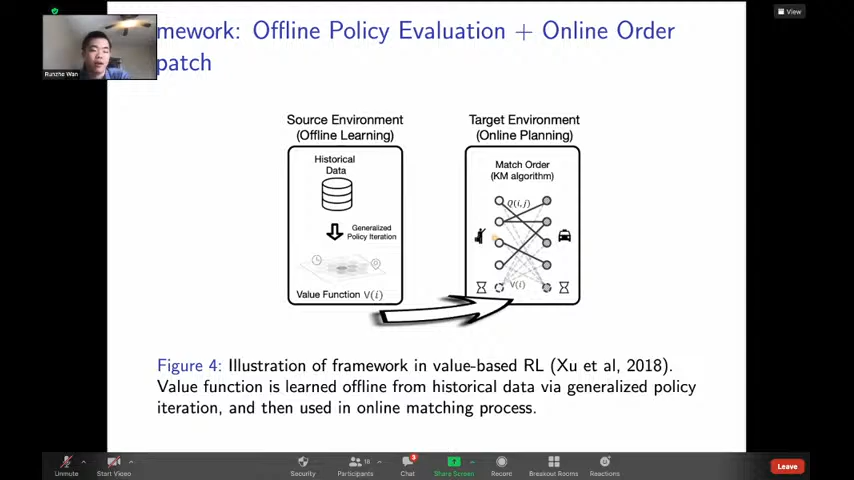 View
mework: Offline Policy Evaluation + Online Order
patch
Runzhe Wan
Source Environment
(Offline Learning)
Target Environment
(Online Planning)
Historical
Data
Generalized
Policy Iteration
Value Function V(i)
Match Order
(KM algorithm)
Q(i,j)
V(i)
Figure 4: Illustration of framework in value-based RL (Xu et al, 2018).
Value function is learned offline from historical data via generalized policy
iteration, and then used in online matching process.
Unmute
Start Video
Security
18
Participants
3
Chat
Share Screen
Record
Breakout Rooms
Reactions
Leave